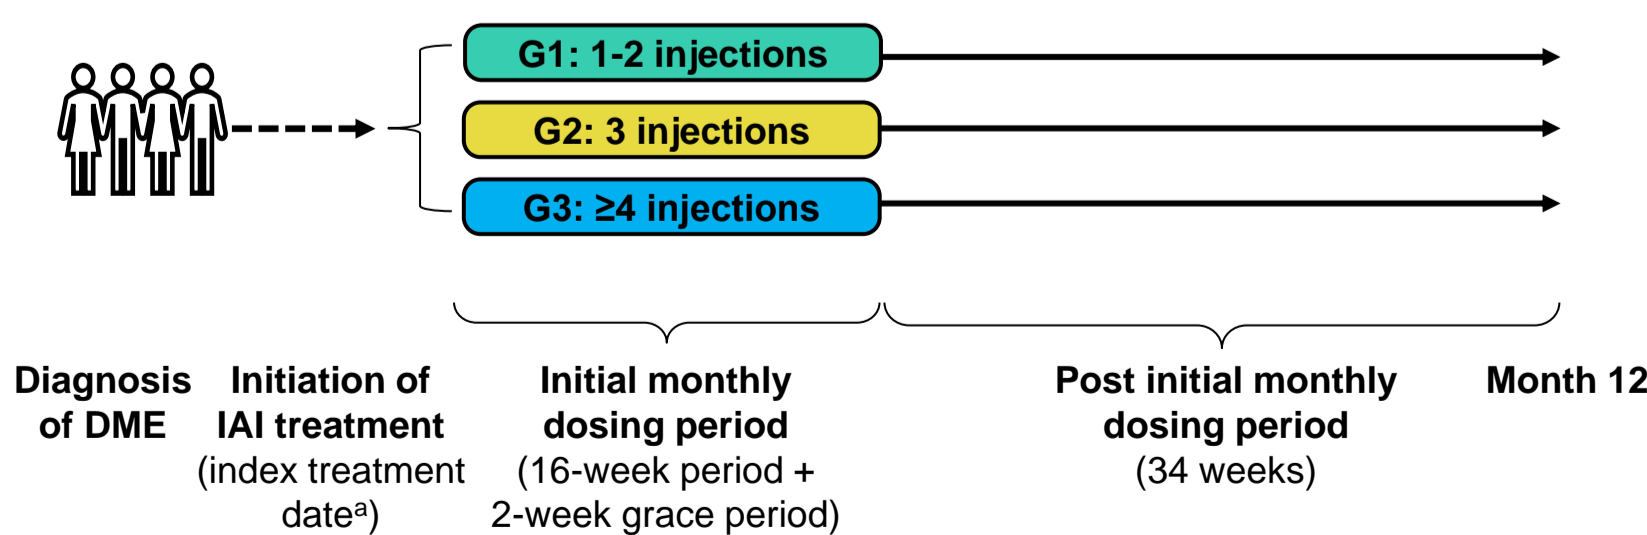 G1: 1-2 injections
G2: 3 injections
G3: ≥4 injections
Diagnosis
of DME
Initiation of
IAI treatment
(index treatment
dateᵃ)
Initial monthly
dosing period
(16-week period +
2-week grace period)
Post initial monthly
dosing period
(34 weeks)
Month 12